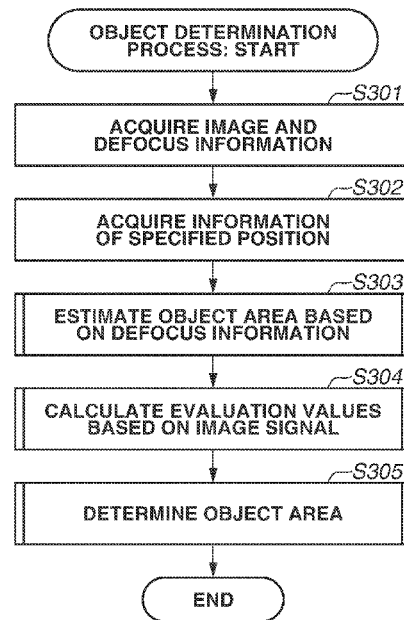 OBJECT DETERMINATION
PROCESS: START
S301
ACQUIRE IMAGE AND
DEFOCUS INFORMATION
S302
ACQUIRE INFORMATION
OF SPECIFIED POSITION
S303
ESTIMATE OBJECT AREA BASED
ON DEFOCUS INFORMATION
S304
CALCULATE EVALUATION VALUES
BASED ON IMAGE SIGNAL
S305
DETERMINE OBJECT AREA
END